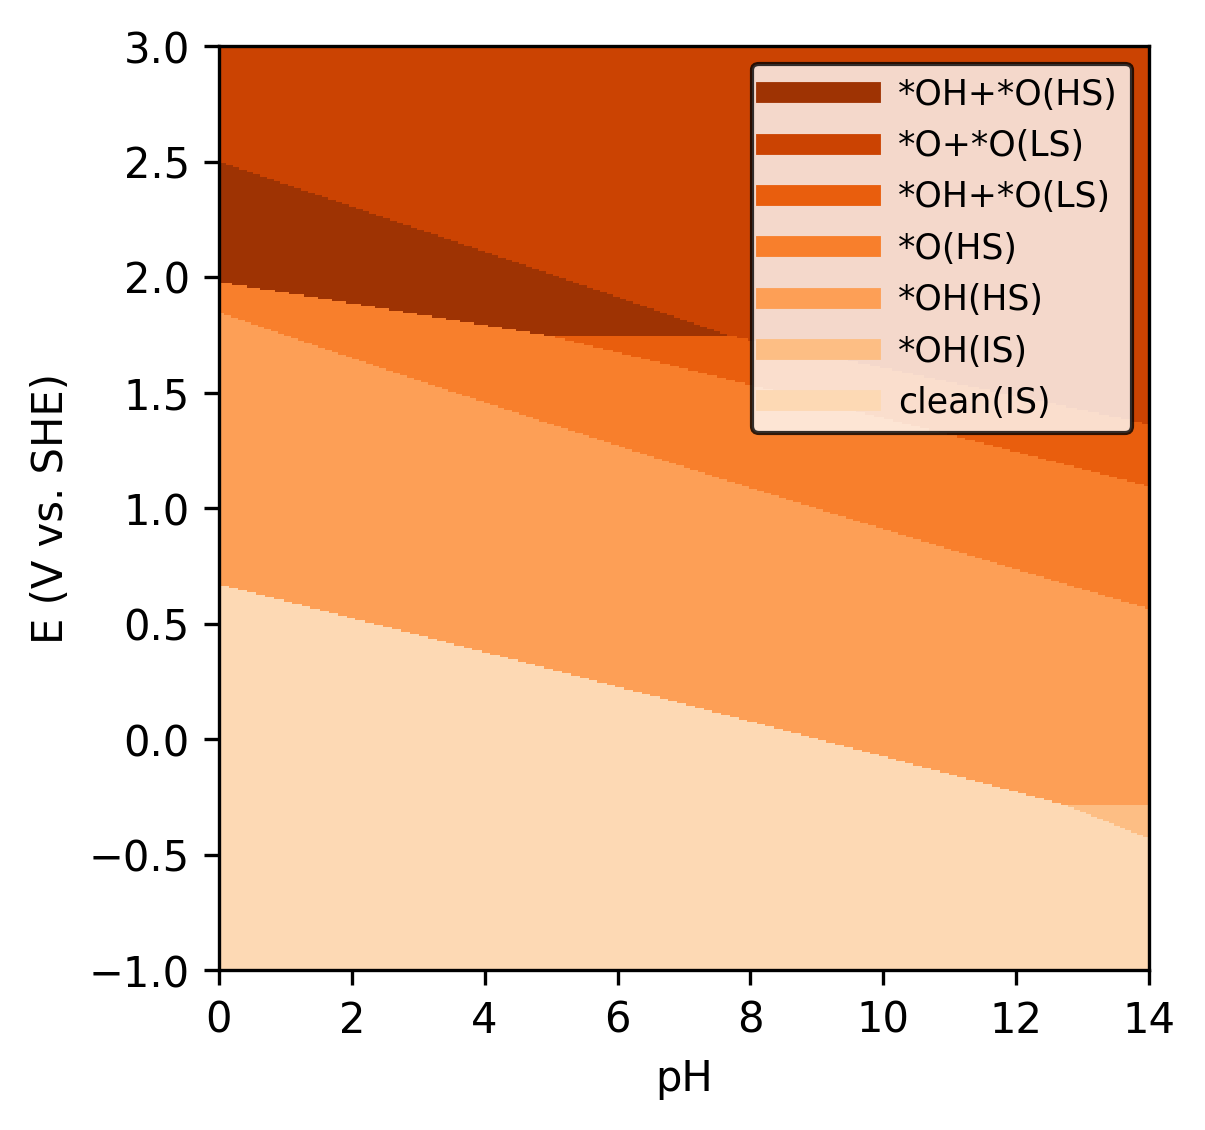 3.0
2.5
2.0
1.5
1.0
0.5
0.0
−0.5
−1.0
E (V vs. SHE)
*OH+*O(HS)
*O+*O(LS)
*OH+*O(LS)
*O(HS)
*OH(HS)
*OH(IS)
clean(IS)
0 2 4 6 8 10 12 14
pH